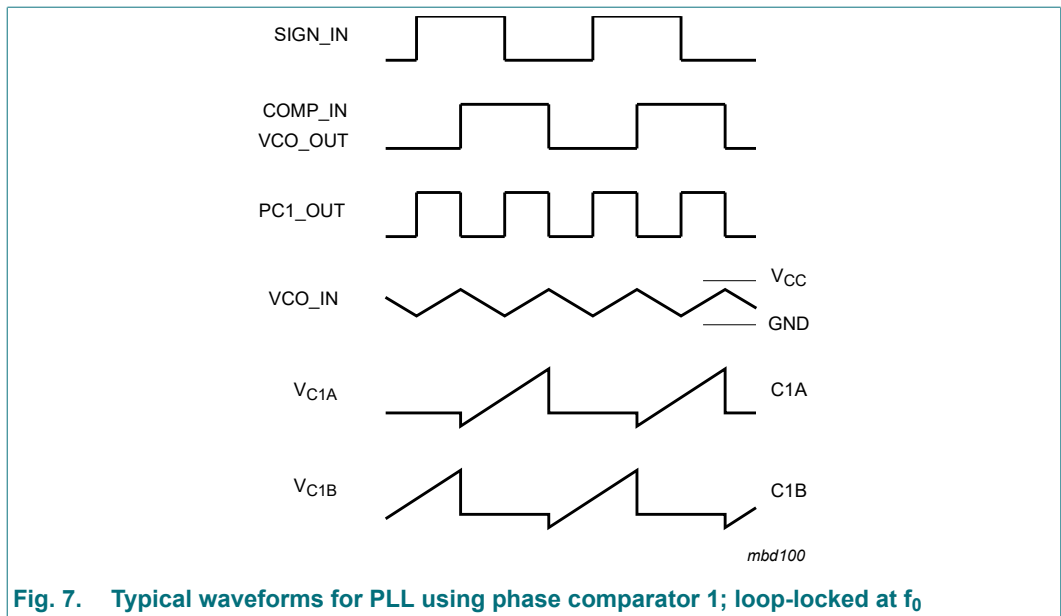 SIGN_IN
COMP_IN
VCO_OUT
PC1_OUT
VCO_IN
VCC
GND
VC1A
C1A
VC1B
C1B
mbd100
Fig. 7. Typical waveforms for PLL using phase comparator 1; loop-locked at f0